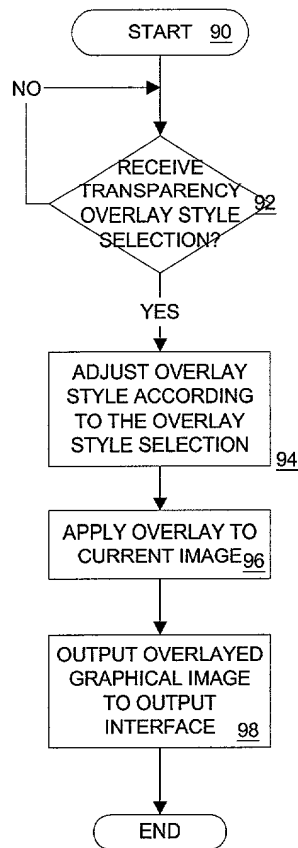 START 90
NO
RECEIVE
TRANSPARENCY
OVERLAY STYLE 92
SELECTION?
YES
ADJUST OVERLAY
STYLE ACCORDING
TO THE OVERLAY
STYLE SELECTION
94
APPLY OVERLAY TO
CURRENT IMAGE 96
OUTPUT OVERLAYED
GRAPHICAL IMAGE
TO OUTPUT
INTERFACE 98
END